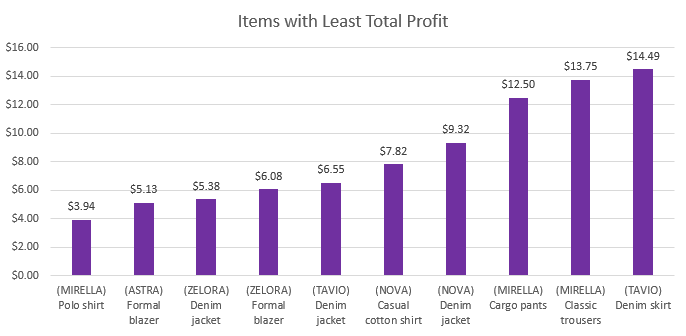 Items with Least Total Profit
$16.00
$14.00
$12.00
$10.00
$8.00
$6.00
$4.00
$2.00
$0.00
$3.94
$5.13
$5.38
$6.08
$6.55
$7.82
$9.32
$12.50
$13.75
$14.49
(MIRELLA)
Polo shirt
(ASTRA)
Formal
blazer
(ZELORA)
Denim
jacket
(ZELORA)
Formal
blazer
(TAVIO)
Denim
jacket
(NOVA)
Casual
cotton shirt
(NOVA)
Denim
jacket
(MIRELLA)
Cargo pants
(MIRELLA)
Classic
trousers
(TAVIO)
Denim skirt